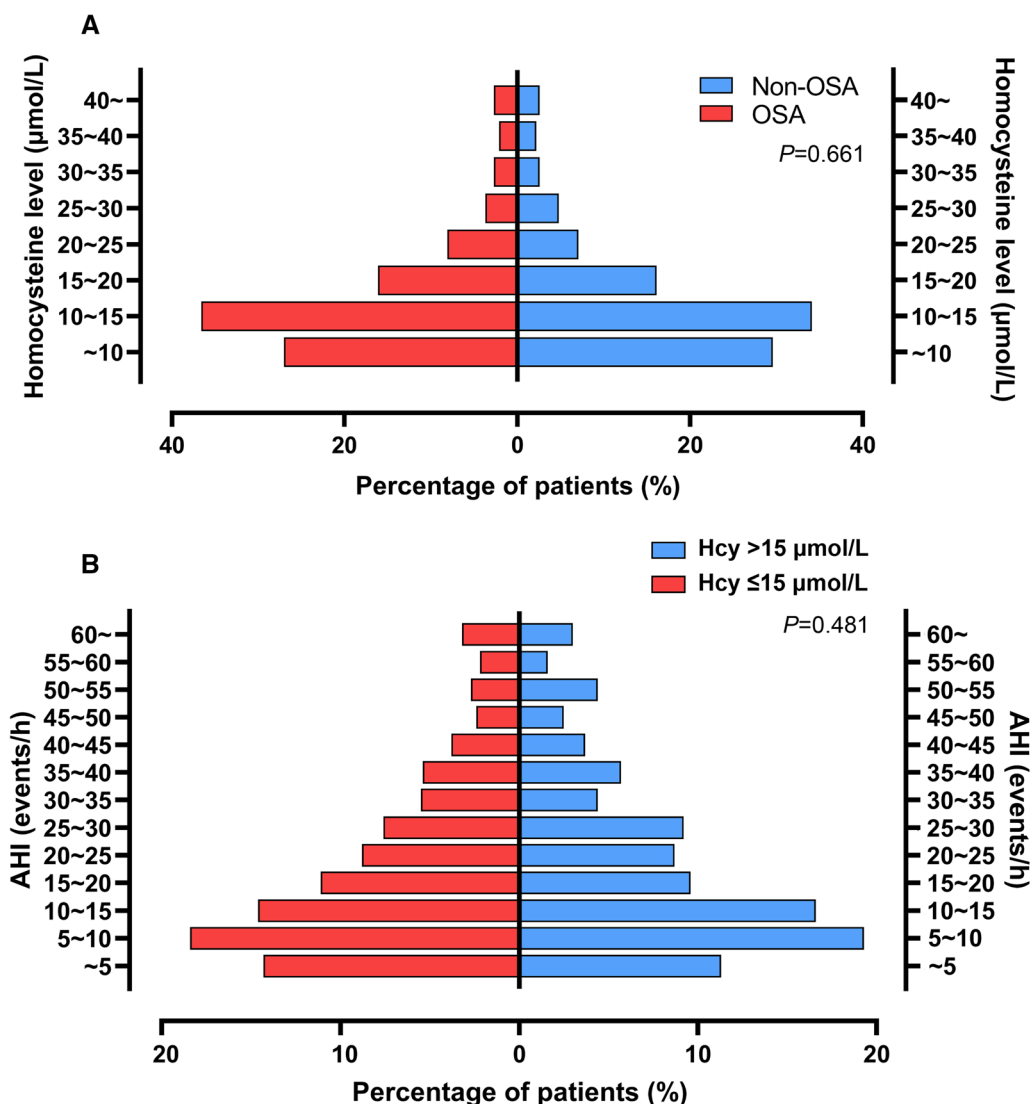 A
Homocysteine level (µmol/L)
40~
35~40
30~35
25~30
20~25
15~20
10~15
~10
Non-OSA
OSA
P=0.661
40~
35~40
30~35
25~30
20~25
15~20
10~15
~10
Homocysteine level (µmol/L)
40 20 0 20 40
Percentage of patients (%)
B
Hcy >15 µmol/L
Hcy ≤15 µmol/L
P=0.481
AHI (events/h)
60~
55~60
50~55
45~50
40~45
35~40
30~35
25~30
20~25
15~20
10~15
5~10
~5
60~
55~60
50~55
45~50
40~45
35~40
30~35
25~30
20~25
15~20
10~15
5~10
~5
AHI (events/h)
20 10 0 10 20
Percentage of patients (%)